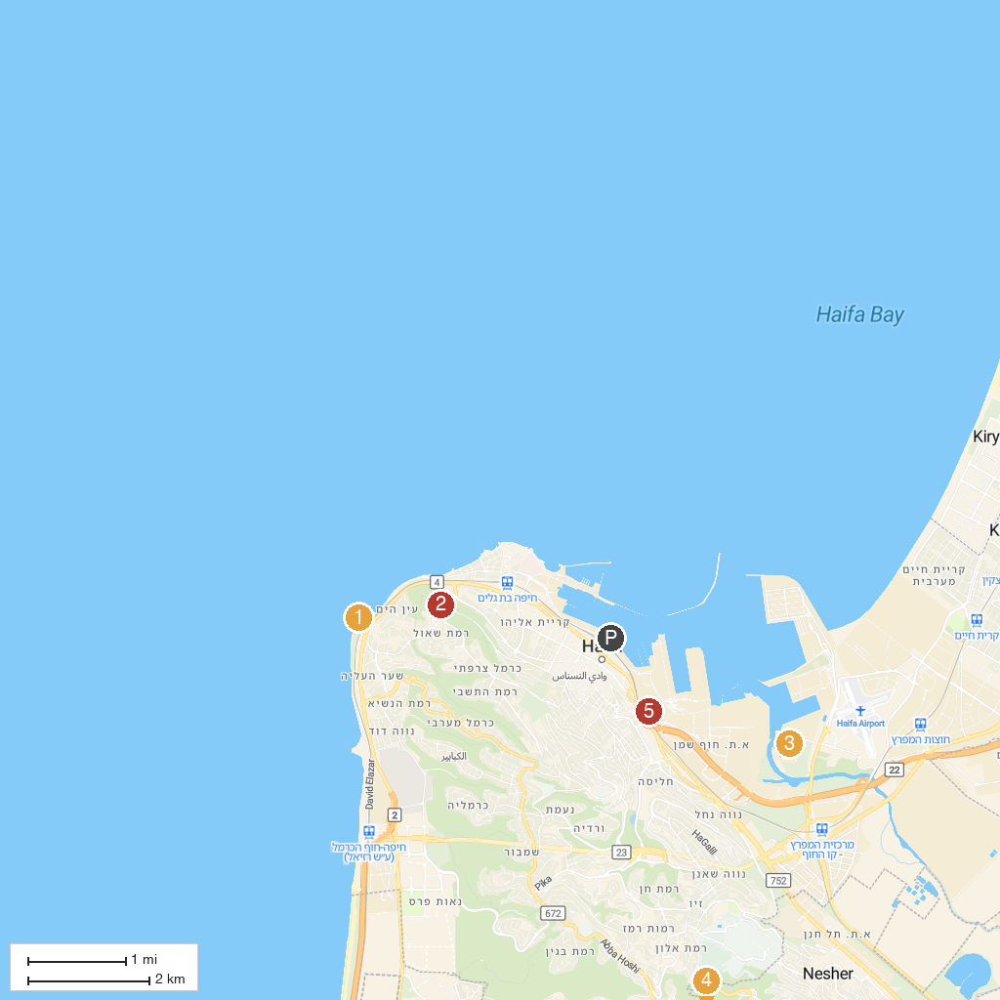 Haifa Bay
Kiry
K
קריית חיים
מערבית
צקין
קרית חיים
4
חיפה בת גלים
2
עין הים
1
קריית אליהו
רמת שאול
P
וادي النسناس
כרמל צרפתי
שער העליה
רמת התשבי
רמת הנשיא
5
Haifa Airport
כרמל מערבי
נווה דוד
חוצות המפרץ
3
א.ת. חוף שמן
الكبابير
22
David Elazar
חליסה
כרמליה
נעמת
נווה נחל
2
ורדיה
מרכזית המפרץ
- קו החוף
HaGalil
חיפה-חוף הכרמל
(ע״ש רזיאל)
שמבור
23
נווה שאנן
752
Pika
רמת חן
נאות פרס
זיו
672
רמות רמז
א.ת. תל חנן
רמת אלון
רמת בגין
Abba Hoshi
Nesher
4
1 mi
2 km